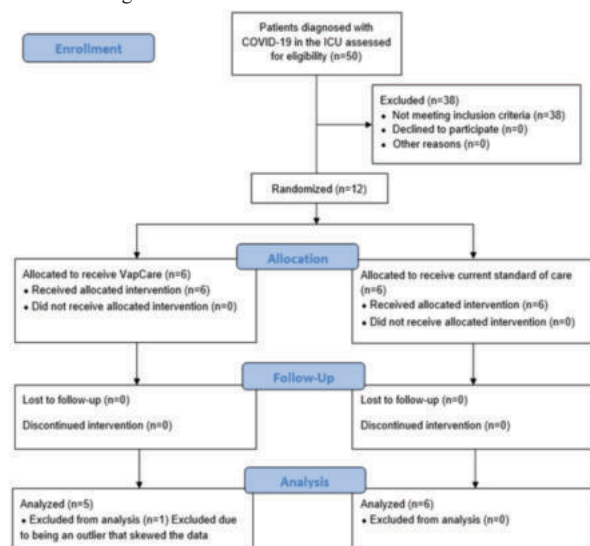 Patients diagnosed with
COVID-19 in the ICU assessed
for eligibility (n=50)
Enrollment
Excluded (n=38)
♦ Not meeting inclusion criteria (n=38)
♦ Declined to participate (n=0)
♦ Other reasons (n=0)
Randomized (n=12)
Allocation
Allocated to receive VapCare (n=6)
♦ Received allocated intervention (n=6)
♦ Did not receive allocated intervention (n=0)
Allocated to receive current standard of care
(n=6)
♦ Received allocated intervention (n=6)
♦ Did not receive allocated intervention (n=0)
Follow-Up
Lost to follow-up (n=0)
Discontinued intervention (n=0)
Lost to follow-up (n=0)
Discontinued intervention (n=0)
Analysis
Analyzed (n=5)
♦ Excluded from analysis (n=1) Excluded due
to being an outlier that skewed the data
Analyzed (n=6)
♦ Excluded from analysis (n=0)